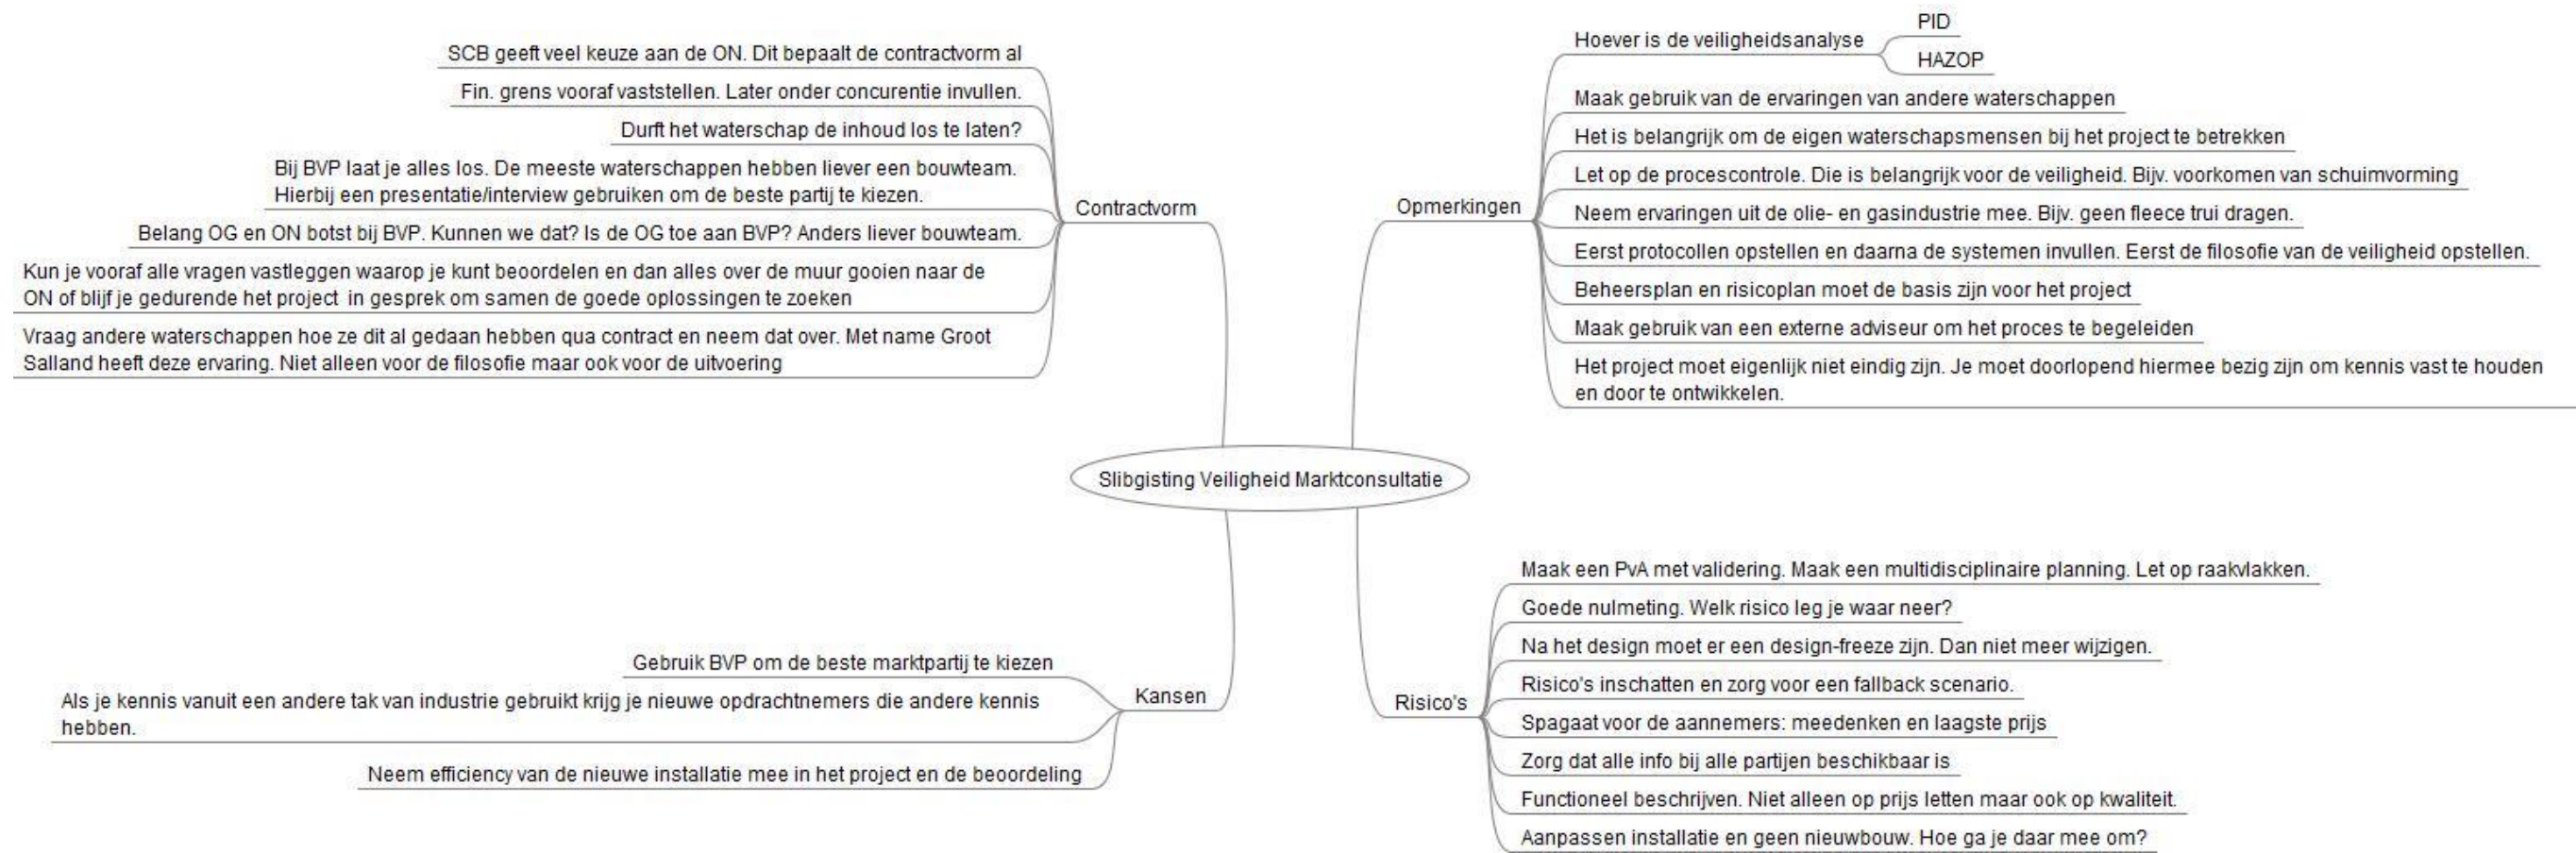 SCB geeft veel keuze aan de ON. Dit bepaalt de contractvorm al
Fin. grens vooraf vaststellen. Later onder concurentie invullen.
Durft het waterschap de inhoud los te laten?
Bij BVP laat je alles los. De meeste waterschappen hebben liever een bouwteam.
Hierbij een presentatie/interview gebruiken om de beste partij te kiezen.
Belang OG en ON botst bij BVP. Kunnen we dat? Is de OG toe aan BVP? Anders liever bouwteam.
Kun je vooraf alle vragen vastleggen waarop je kunt beoordelen en dan alles over de muur gooien naar de
ON of blijf je gedurende het project in gesprek om samen de goede oplossingen te zoeken
Vraag andere waterschappen hoe ze dit al gedaan hebben qua contract en neem dat over. Met name Groot
Salland heeft deze ervaring. Niet alleen voor de filosofie maar ook voor de uitvoering
Contractvorm
Opmerkingen
Hoever is de veiligheidsanalyse
PID
HAZOP
Maak gebruik van de ervaringen van andere waterschappen
Het is belangrijk om de eigen waterschapsmensen bij het project te betrekken
Let op de procescontrole. Die is belangrijk voor de veiligheid. Bijv. voorkomen van schuimvorming
Neem ervaringen uit de olie- en gasindustrie mee. Bijv. geen fleece trui dragen.
Eerst protocollen opstellen en daarna de systemen invullen. Eerst de filosofie van de veiligheid opstellen.
Beheersplan en risicoplan moet de basis zijn voor het project
Maak gebruik van een externe adviseur om het proces te begeleiden
Het project moet eigenlijk niet eindig zijn. Je moet doorlopend hiermee bezig zijn om kennis vast te houden
en door te ontwikkelen.
Slibgisting Veiligheid Marktconsultatie
Gebruik BVP om de beste marktpartij te kiezen
Als je kennis vanuit een andere tak van industrie gebruikt krijg je nieuwe opdrachtnemers die andere kennis
hebben.
Neem efficiency van de nieuwe installatie mee in het project en de beoordeling
Kansen
Risico's
Maak een PvA met validering. Maak een multidisciplinaire planning. Let op raakvlakken.
Goede nulmeting. Welk risico leg je waar neer?
Na het design moet er een design-freeze zijn. Dan niet meer wijzigen.
Risico's inschatten en zorg voor een fallback scenario.
Spagaat voor de aannemers: meedenken en laagste prijs
Zorg dat alle info bij alle partijen beschikbaar is
Functioneel beschrijven. Niet alleen op prijs letten maar ook op kwaliteit.
Aanpassen installatie en geen nieuwbouw. Hoe ga je daar mee om?